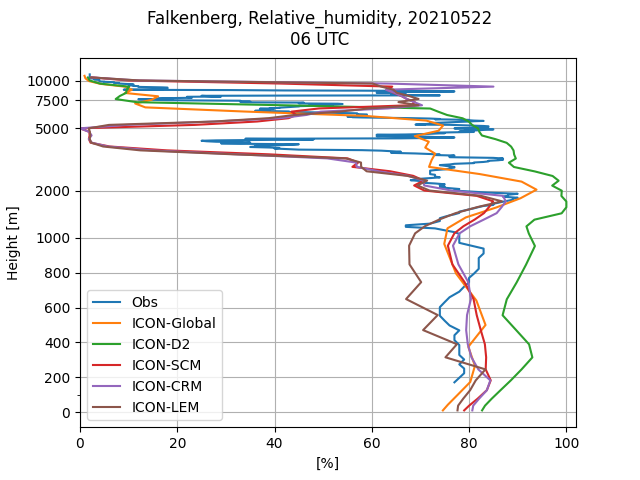 Falkenberg, Relative_humidity, 20210522
06 UTC
Height [m]
10000
7500
5000
2000
1000
800
600
400
200
0
Obs
ICON-Global
ICON-D2
ICON-SCM
ICON-CRM
ICON-LEM
0 20 40 60 80 100
[%]